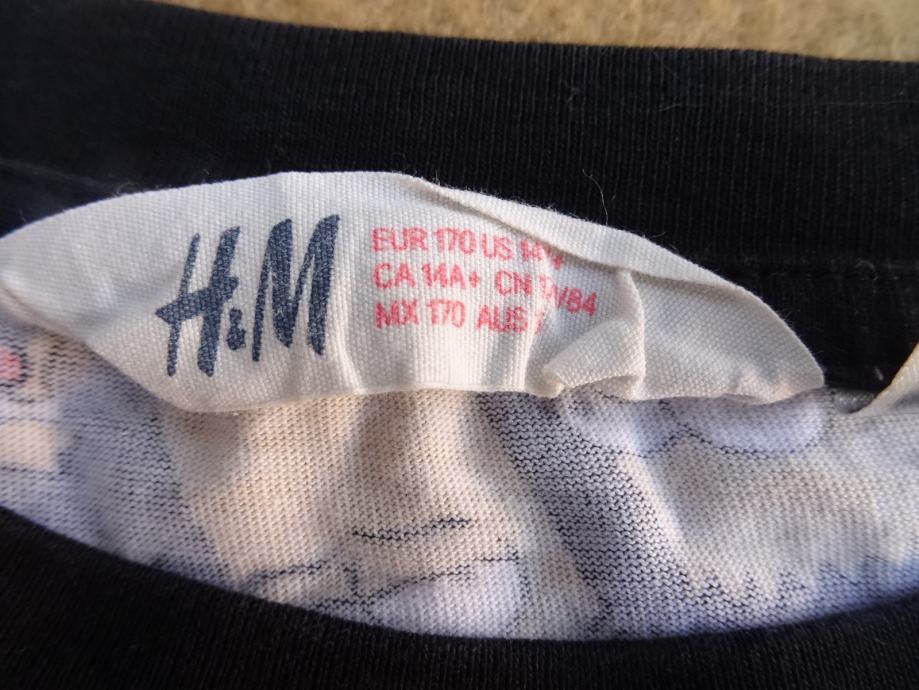 H&M
EUR 170 US
CA 14A+ CN
MX 170 AUS